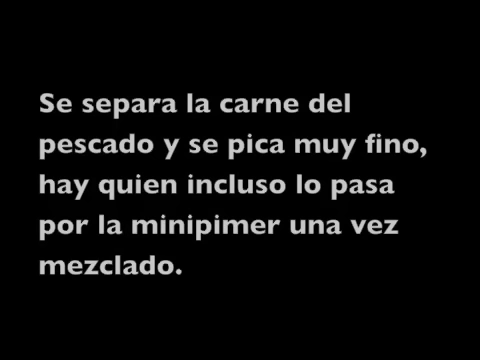 Se separa la carne del
pescado y se pica muy fino,
hay quien incluso lo pasa
por la minipimer una vez
mezclado.